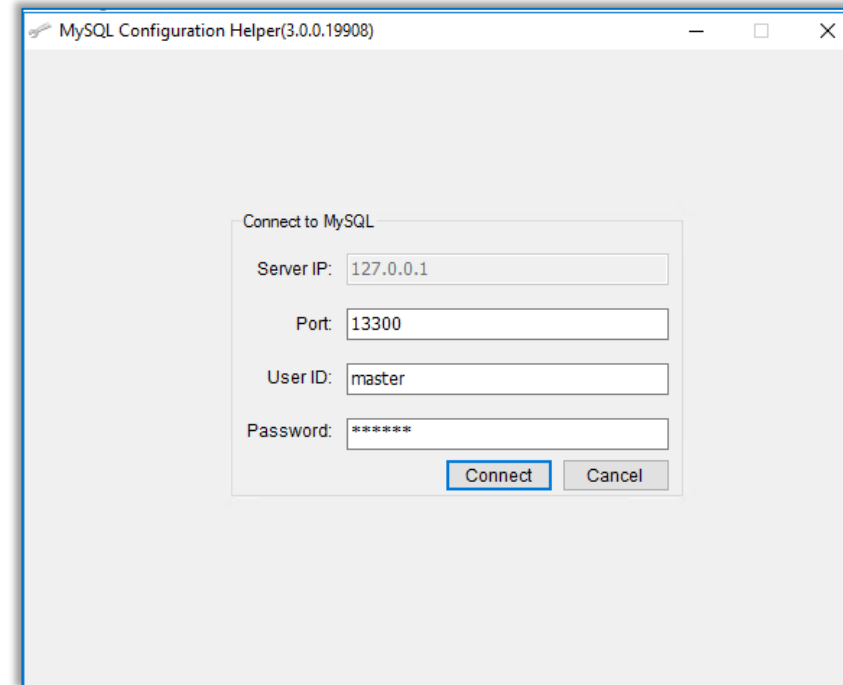 MySQL Configuration Helper(3.0.0.19908)
Connect to MySQL
Server IP: 127.0.0.1
Port: 13300
User ID: master
Password: ******
Connect Cancel